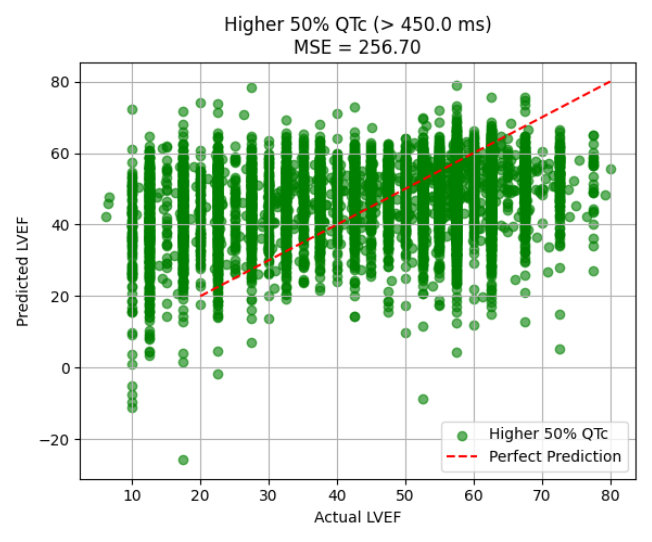 Higher 50% QTc (> 450.0 ms)
MSE = 256.70
Predicted LVEF
80
60
40
20
0
−20
10
20
30
40
50
60
70
80
Actual LVEF
Higher 50% QTc
Perfect Prediction